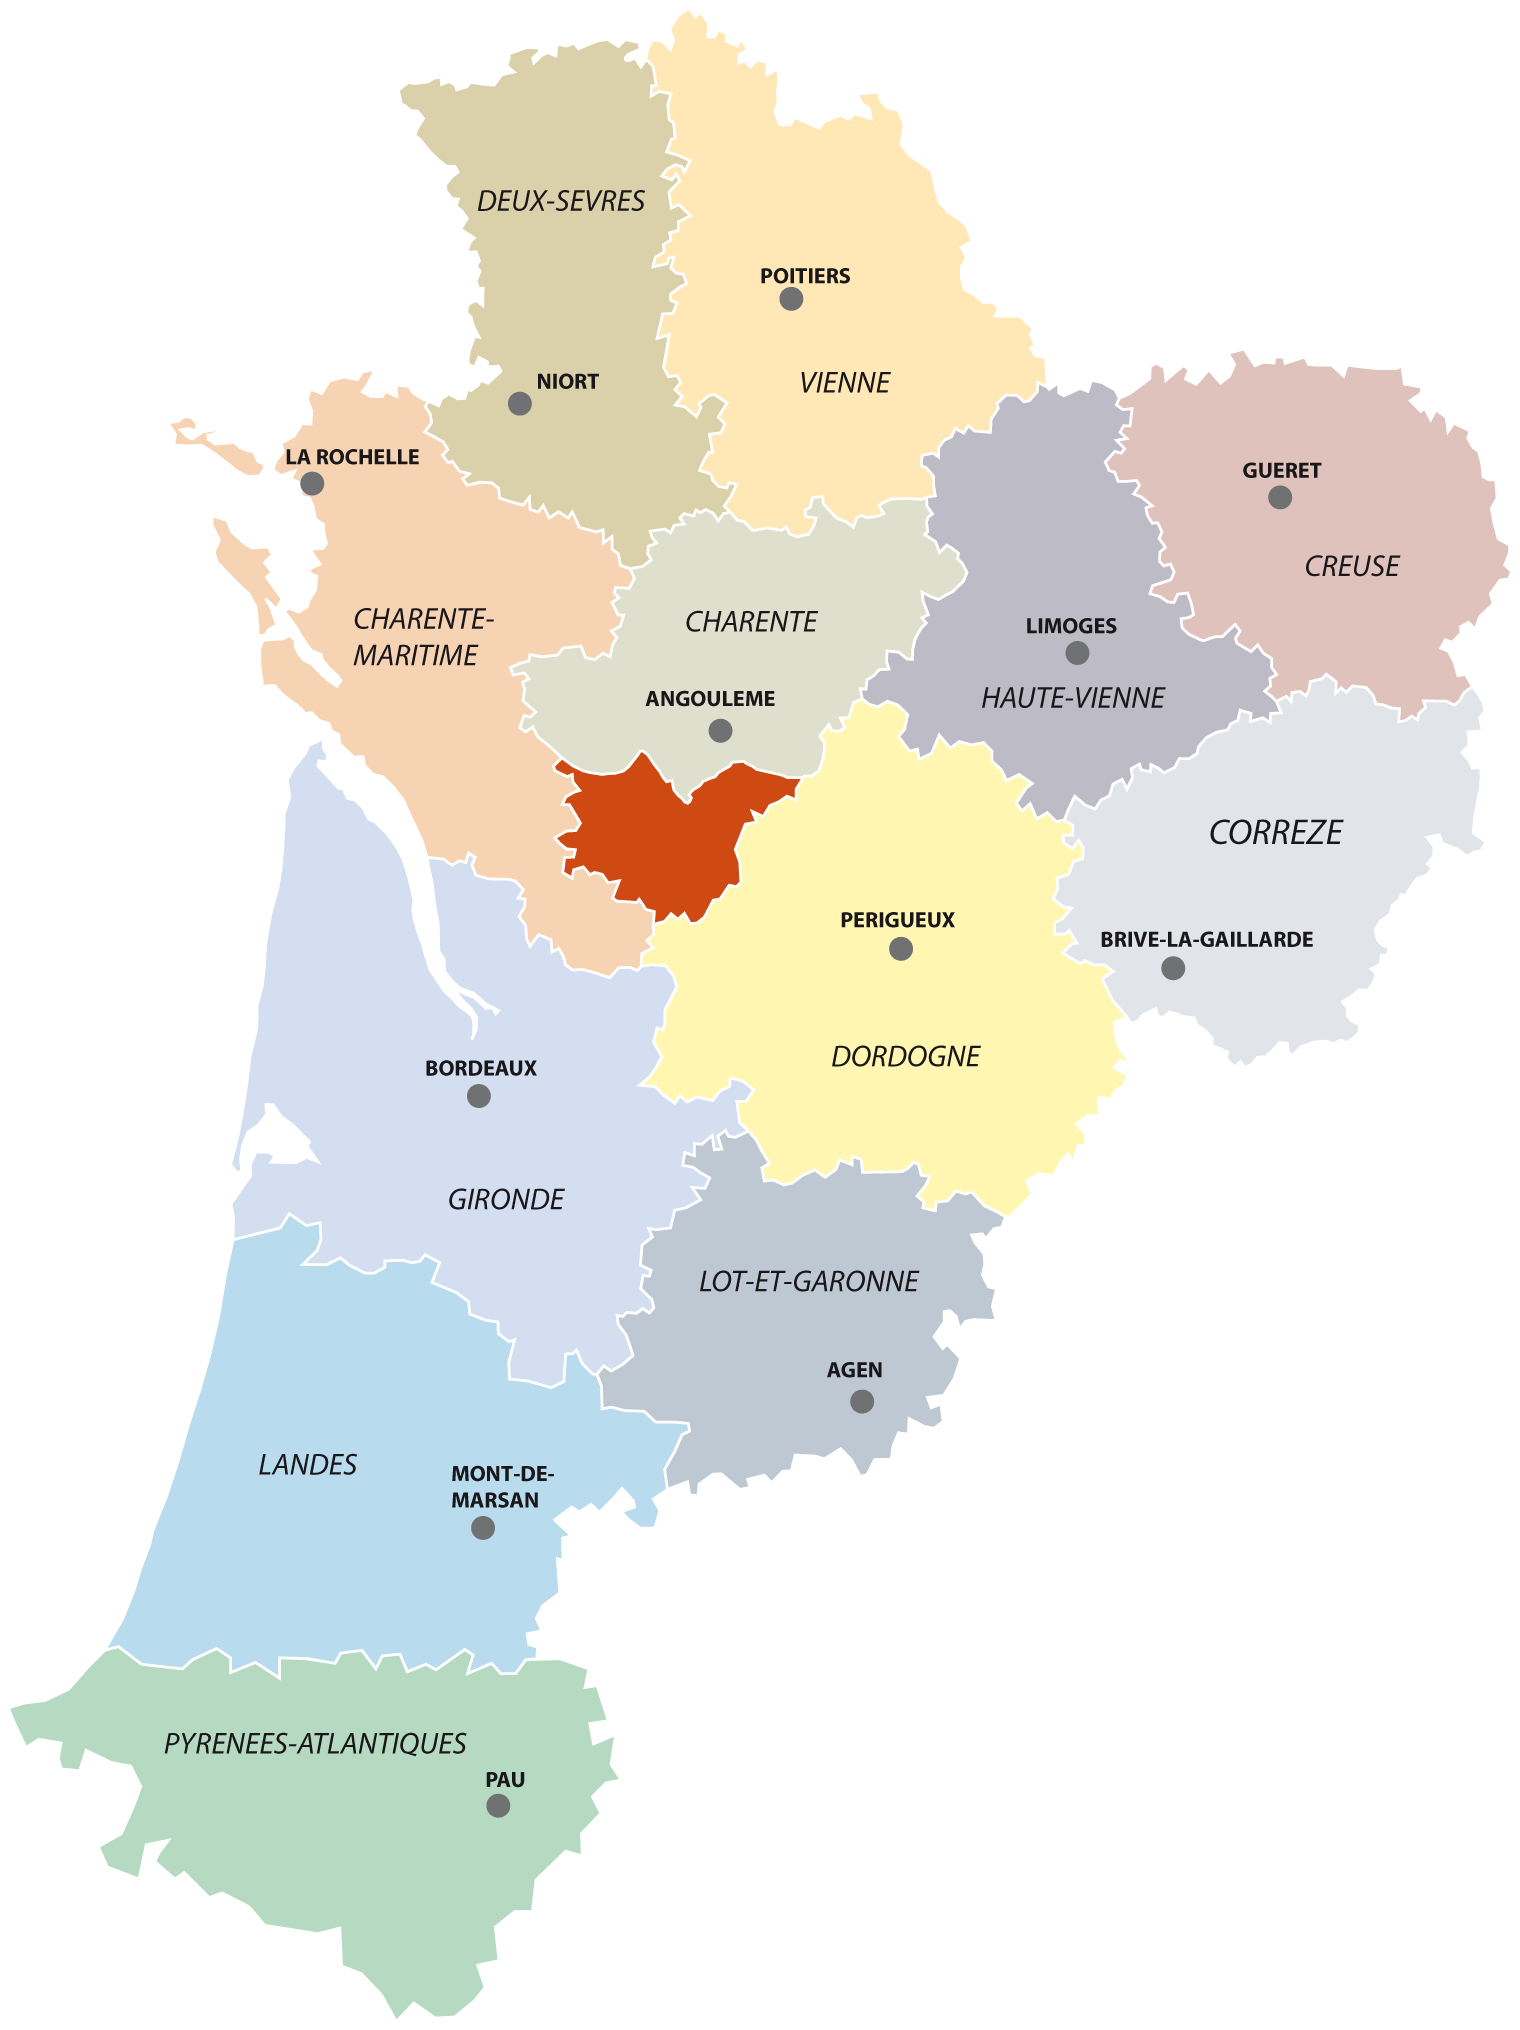 DEUX-SEVRES
POITIERS
NIORT
VIENNE
LA ROCHELLE
GUERET
CREUSE
CHARENTE-
MARITIME
CHARENTE
LIMOGES
ANGOULEME
HAUTE-VIENNE
CORREZE
PERIGUEUX
BRIVE-LA-GAILLARDE
DORDOGNE
BORDEAUX
GIRONDE
LOT-ET-GARONNE
AGEN
LANDES
MONT-DE-
MARSAN
PYRENEES-ATLANTIQUES
PAU